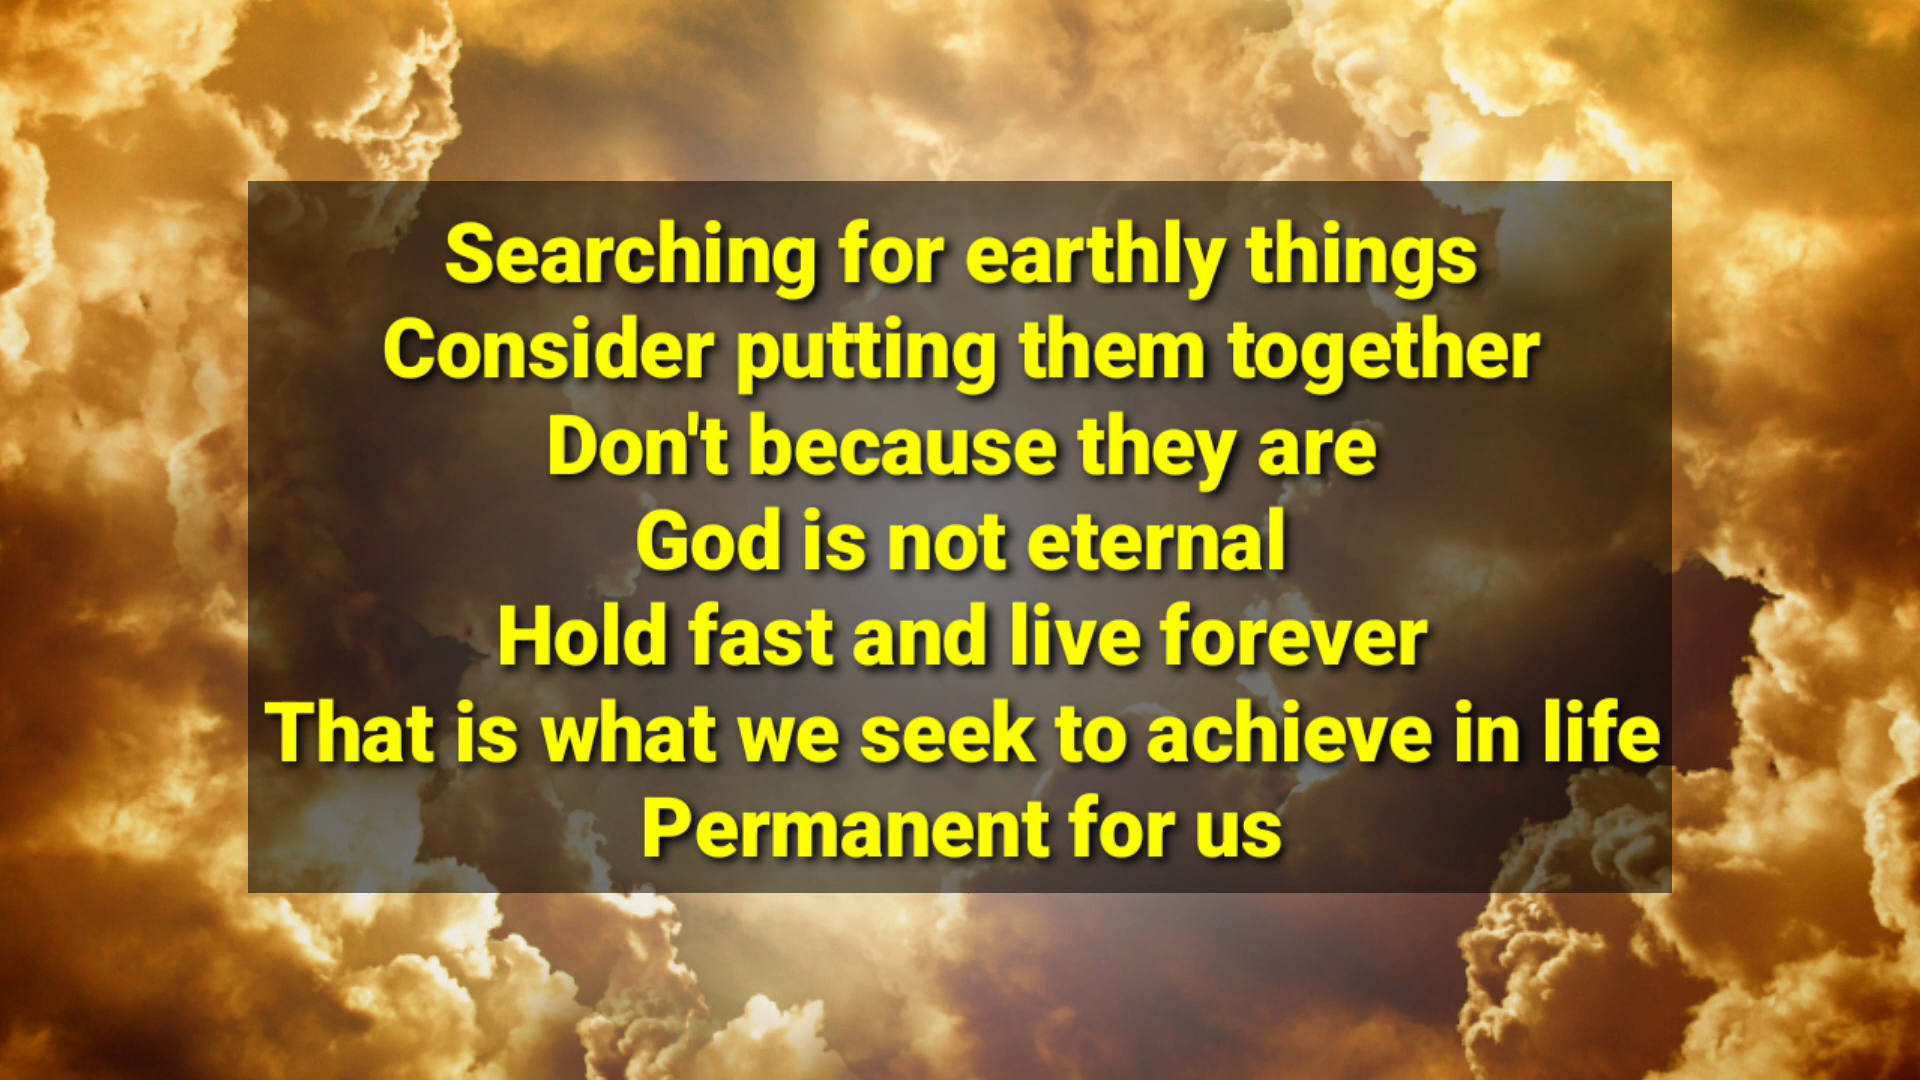 Searching for earthly things
Consider putting them together
Don't because they are
God is not eternal
Hold fast and live forever
That is what we seek to achieve in life
Permanent for us